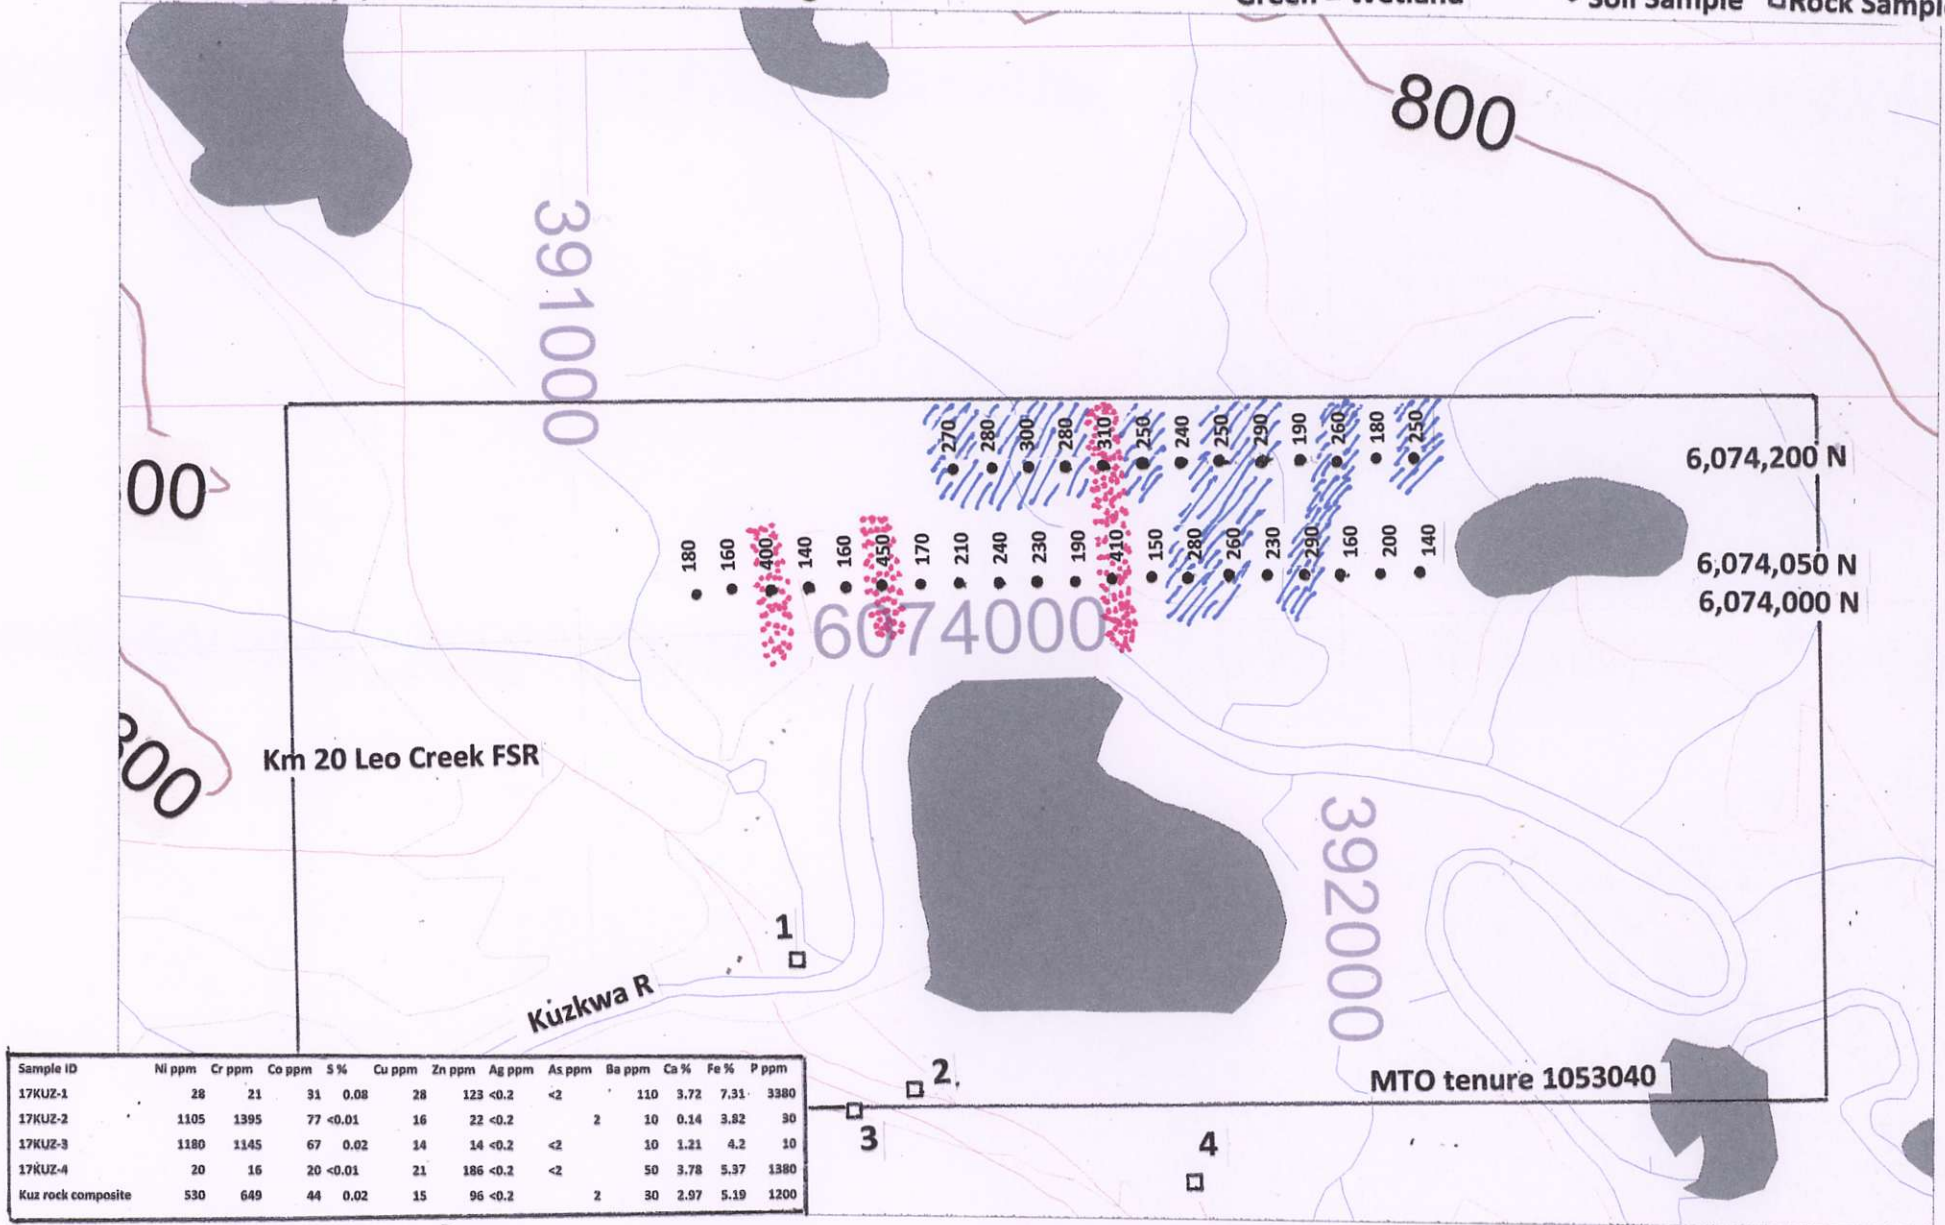 Green - Wetland • Soil Sample □Rock Sampl
800
391000
270 280 300 280 310 250 240 250 290 190 260 180 250
6,074,200 N
00
180 160 400 140 160 450 170 210 240 230 190 410 150 280 260 230 290 160 200 140
6,074,050 N
6,074,000 N
6074000
Km 20 Leo Creek FSR
800
392000
1
Kuzkwa R
2.
MTO tenure 1053040
3
4
Sample ID Ni ppm Cr ppm Co ppm S % Cu ppm Zn ppm Ag ppm As ppm Ba ppm Ca % Fe % P ppm
17KUZ-1 28 21 31 0.08 28 123 <0.2 <2 110 3.72 7.31 3380
17KUZ-2 1105 1395 77 <0.01 16 22 <0.2 2 10 0.14 3.82 30
17KUZ-3 1180 1145 67 0.02 14 14 <0.2 <2 10 1.21 4.2 10
17KUZ-4 20 16 20 <0.01 21 186 <0.2 <2 50 3.78 5.37 1380
Kuz rock composite 530 649 44 0.02 15 96 <0.2 2 30 2.97 5.19 1200